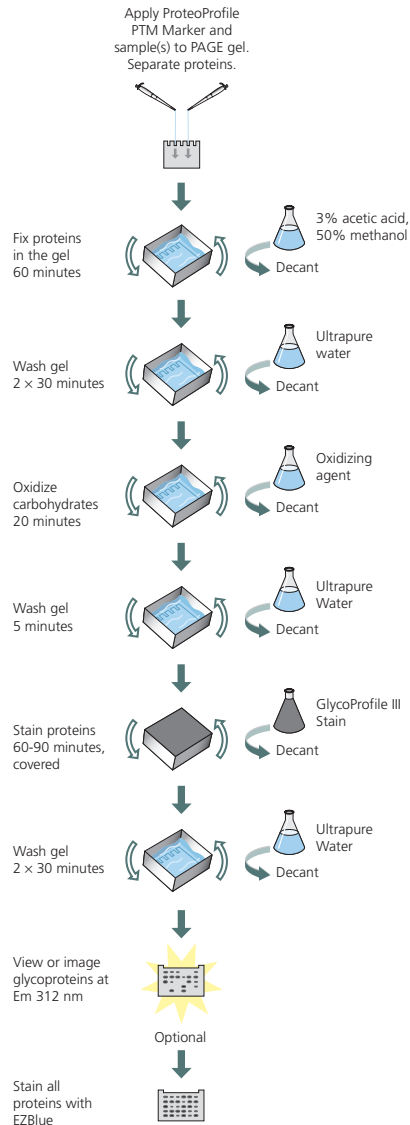 Apply ProteoProfile
PTM Marker and
sample(s) to PAGE gel.
Separate proteins.
Fix proteins
in the gel
60 minutes
3% acetic acid,
50% methanol
Decant
Wash gel
2 × 30 minutes
Ultrapure
water
Decant
Oxidize
carbohydrates
20 minutes
Oxidizing
agent
Decant
Wash gel
5 minutes
Ultrapure
Water
Decant
Stain proteins
60-90 minutes,
covered
GlycoProfile III
Stain
Decant
Wash gel
2 × 30 minutes
Ultrapure
Water
Decant
View or image
glycoproteins at
Em 312 nm
Optional
Stain all
proteins with
EZBlue